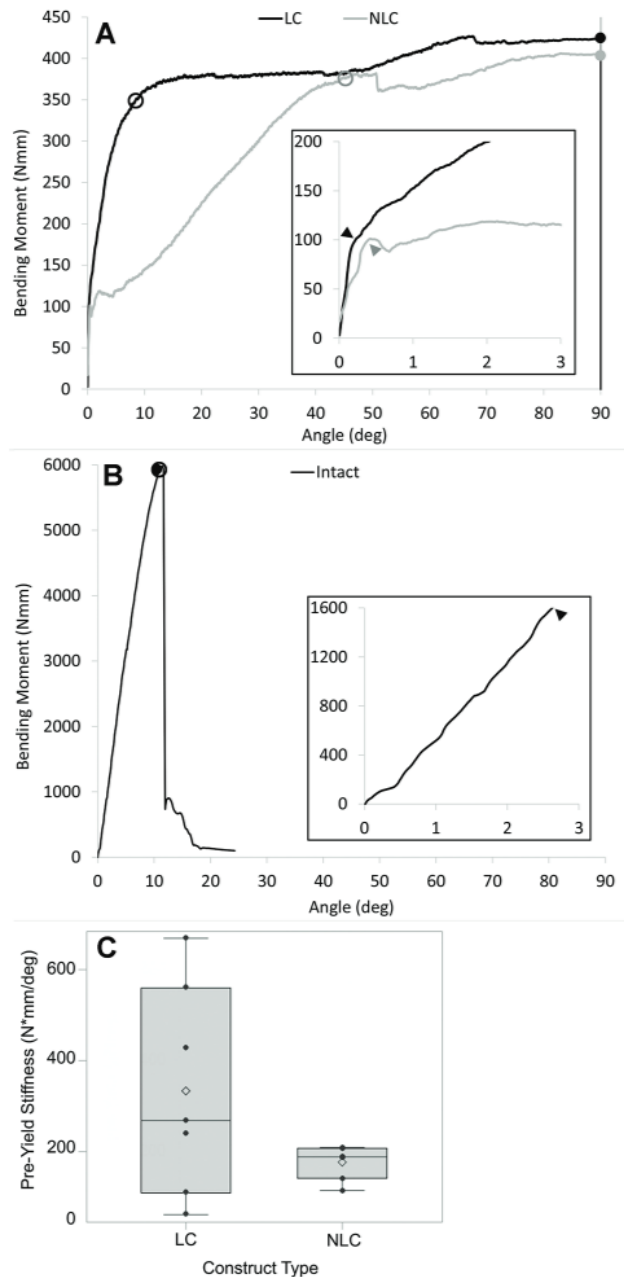 A
LC NLC
450
400
350
300
250
200
150
100
50
0
Bending Moment (Nmm)
200
150
100
50
0
0 1 2 3
0 10 20 30 40 50 60 70 80 90
Angle (deg)
B
Intact
6000
5000
4000
3000
2000
1000
0
Bending Moment (Nmm)
1600
1200
800
400
0
0 1 2 3
0 10 20 30 40 50 60 70 80 90
Angle (deg)
C
600
400
200
0
Pre-Yield Stiffness (N*mm/deg)
LC NLC
Construct Type